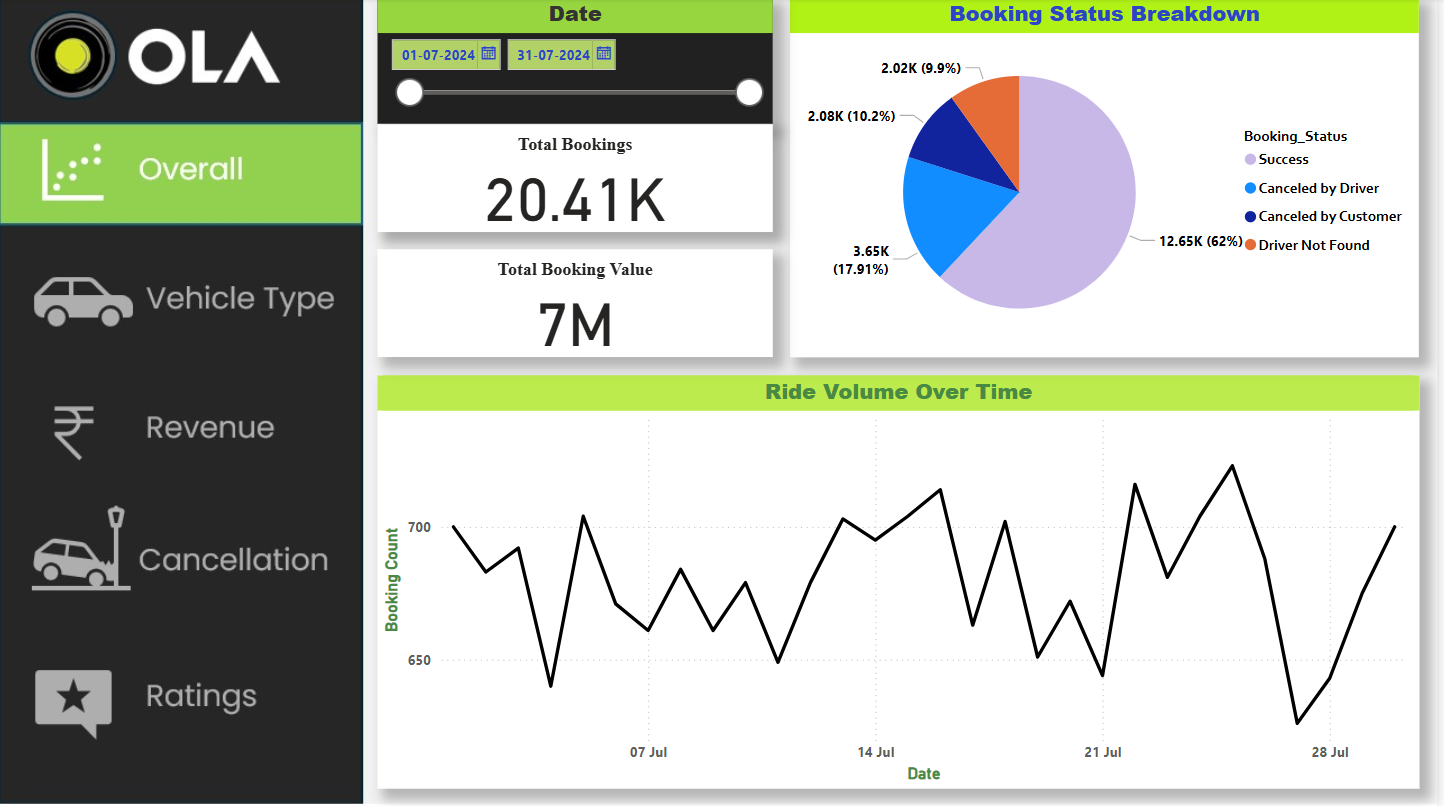 OLA
Overall
Vehicle Type
Revenue
Cancellation
Ratings
Date
01-07-2024
31-07-2024
Total Bookings
20.41K
Total Booking Value
7M
Booking Status Breakdown
2.02K (9.9%)
2.08K (10.2%)
3.65K
(17.91%)
12.65K (62%)
Booking_Status
Success
Canceled by Driver
Canceled by Customer
Driver Not Found
Ride Volume Over Time
Booking Count
700
650
07 Jul
14 Jul
21 Jul
28 Jul
Date